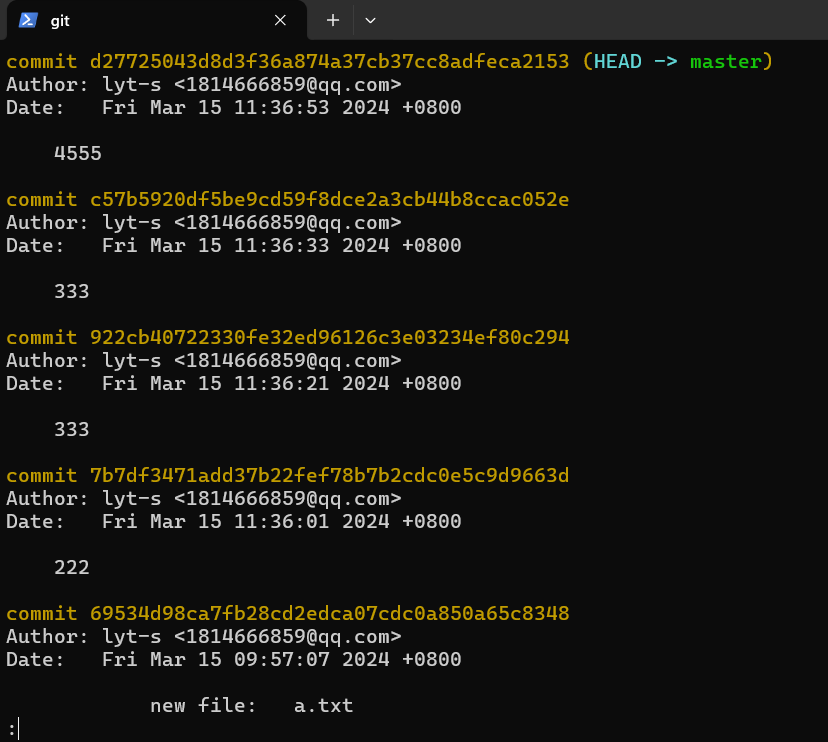 git
commit d27725043d8d3f36a874a37cb37cc8adfeca2153 (HEAD -> master)
Author: lyt-s <1814666859@qq.com>
Date:   Fri Mar 15 11:36:53 2024 +0800
4555
commit c57b5920df5be9cd59f8dce2a3cb44b8ccac052e
Author: lyt-s <1814666859@qq.com>
Date:   Fri Mar 15 11:36:33 2024 +0800
333
commit 922cb40722330fe32ed96126c3e03234ef80c294
Author: lyt-s <1814666859@qq.com>
Date:   Fri Mar 15 11:36:21 2024 +0800
333
commit 7b7df3471add37b22fef78b7b2cdc0e5c9d9663d
Author: lyt-s <1814666859@qq.com>
Date:   Fri Mar 15 11:36:01 2024 +0800
222
commit 69534d98ca7fb28cd2edca07cdc0a850a65c8348
Author: lyt-s <1814666859@qq.com>
Date:   Fri Mar 15 09:57:07 2024 +0800
new file:   a.txt
: